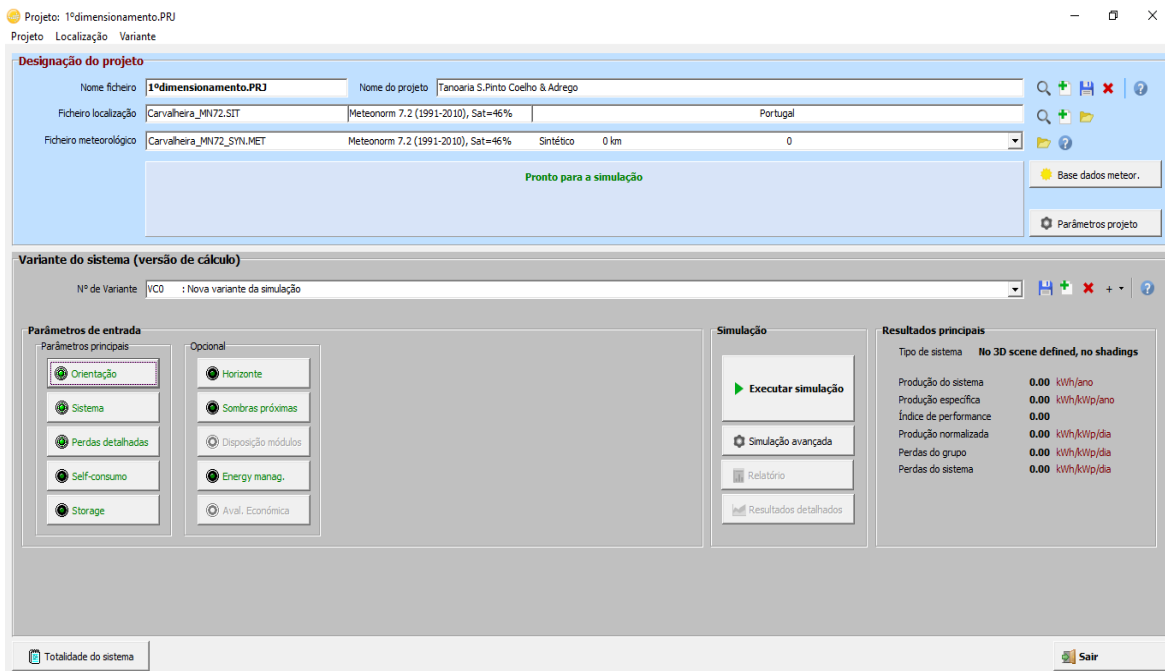 Projeto: 1ºdimensionamento.PRJ
Projeto Localização Variante
Designação do projeto
Nome ficheiro 1ºdimensionamento.PRJ Nome do projeto Tanoaria S.Pinto Coelho & Adrego
Ficheiro localização Carvalheira_MN72.SIT Meteonorm 7.2 (1991-2010), Sat=46% Portugal
Ficheiro meteorológico Carvalheira_MN72_SYN.MET Meteonorm 7.2 (1991-2010), Sat=46% Sintético 0 km 0
Pronto para a simulação
Base dados meteor.
Parâmetros projeto
Variante do sistema (versão de cálculo)
Nº de Variante VC0 : Nova variante da simulação
Parâmetros de entrada
Parâmetros principais
Orientação
Sistema
Perdas detalhadas
Self-consumo
Storage
Opcional
Horizonte
Sombras próximas
Disposição módulos
Energy manag.
Aval. Económica
Simulação
Executar simulação
Simulação avançada
Relatório
Resultados detalhados
Resultados principais
Tipo de sistema No 3D scene defined, no shadings
Produção do sistema 0.00 kWh/ano
Produção específica 0.00 kWh/kWp/ano
Índice de performance 0.00
Produção normalizada 0.00 kWh/kWp/dia
Perdas do grupo 0.00 kWh/kWp/dia
Perdas do sistema 0.00 kWh/kWp/dia
Totalidade do sistema
Sair